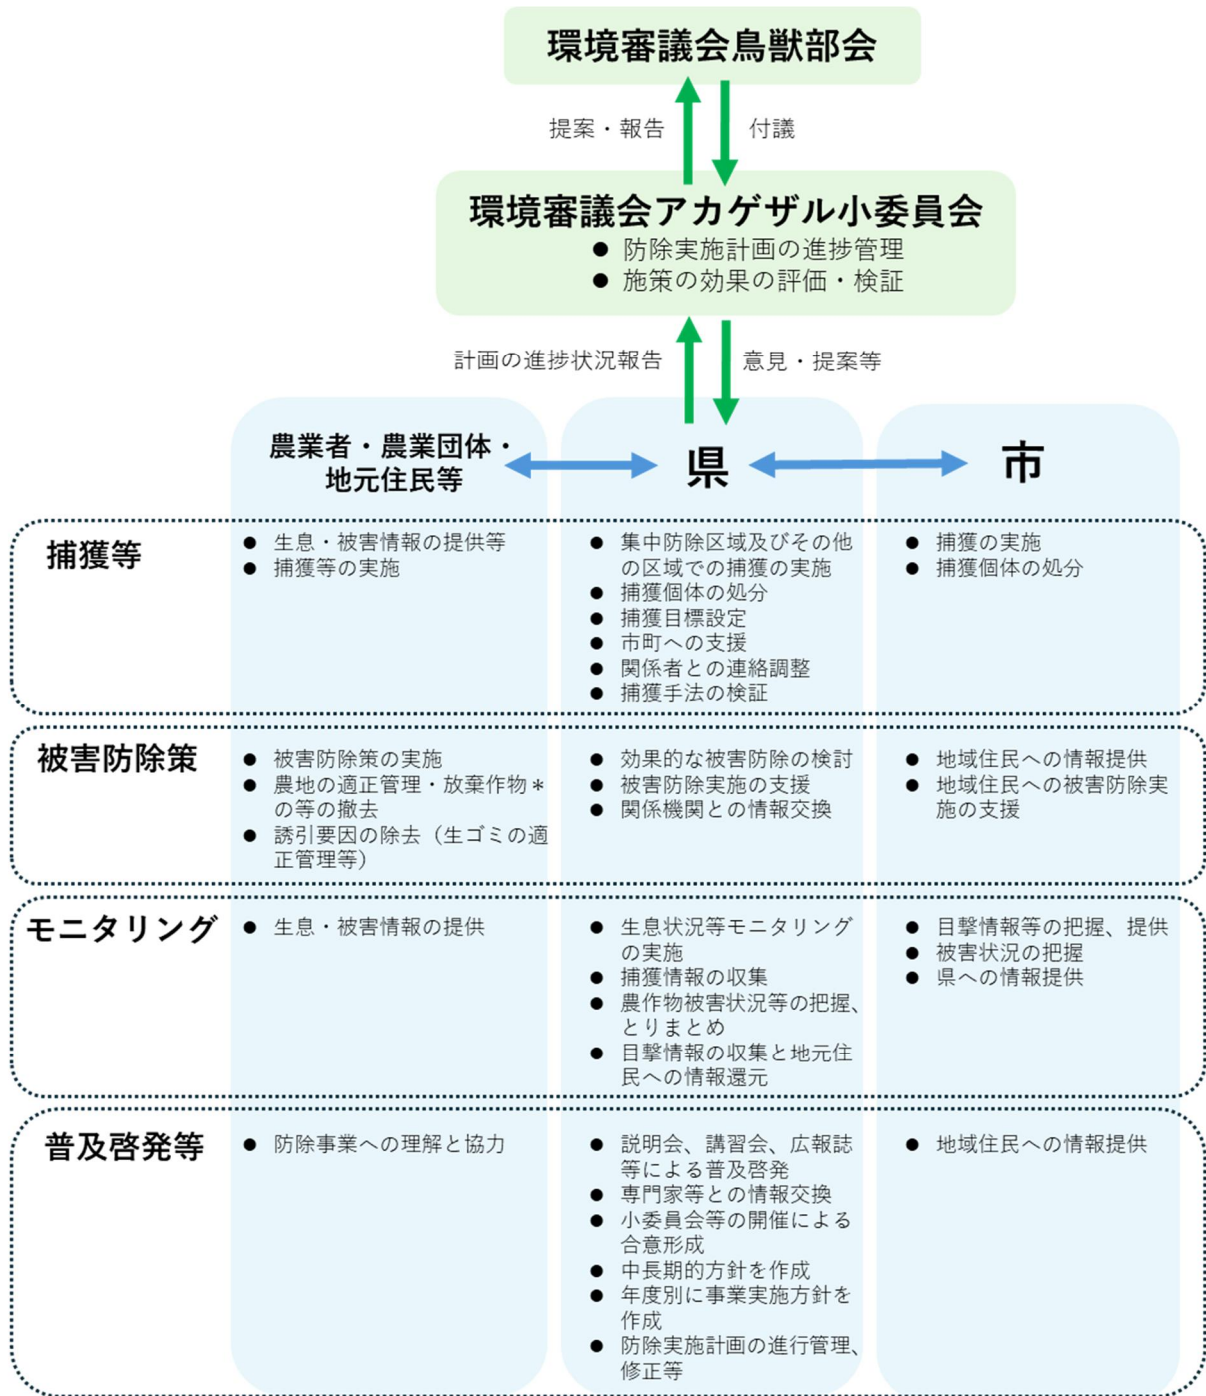 環境審議会鳥獣部会
提案・報告
付議
環境審議会アカゲザル小委員会
● 防除実施計画の進捗管理
● 施策の効果の評価・検証
計画の進捗状況報告
意見・提案等
農業者・農業団体・
地元住民等
県
市
捕獲等
● 生息・被害情報の提供等
● 捕獲等の実施
● 集中防除区域及びその他
の区域での捕獲の実施
● 捕獲個体の処分
● 捕獲目標設定
● 市町への支援
● 関係者との連絡調整
● 捕獲手法の検証
● 捕獲の実施
● 捕獲個体の処分
被害防除策
● 被害防除策の実施
● 農地の適正管理・放棄作物＊
の等の撤去
● 誘引要因の除去（生ゴミの適
正管理等）
● 効果的な被害防除の検討
● 被害防除実施の支援
● 関係機関との情報交換
● 地域住民への情報提供
● 地域住民への被害防除実
施の支援
モニタリング
● 生息・被害情報の提供
● 生息状況等モニタリング
の実施
● 捕獲情報の収集
● 農作物被害状況等の把握、
とりまとめ
● 目撃情報の収集と地元住
民への情報還元
● 目撃情報等の把握、提供
● 被害状況の把握
● 県への情報提供
普及啓発等
● 防除事業への理解と協力
● 説明会、講習会、広報誌
等による普及啓発
● 専門家等との情報交換
● 小委員会等の開催による
合意形成
● 中長期的方針を作成
● 年度別に事業実施方針を
作成
● 防除実施計画の進行管理、
修正等
● 地域住民への情報提供